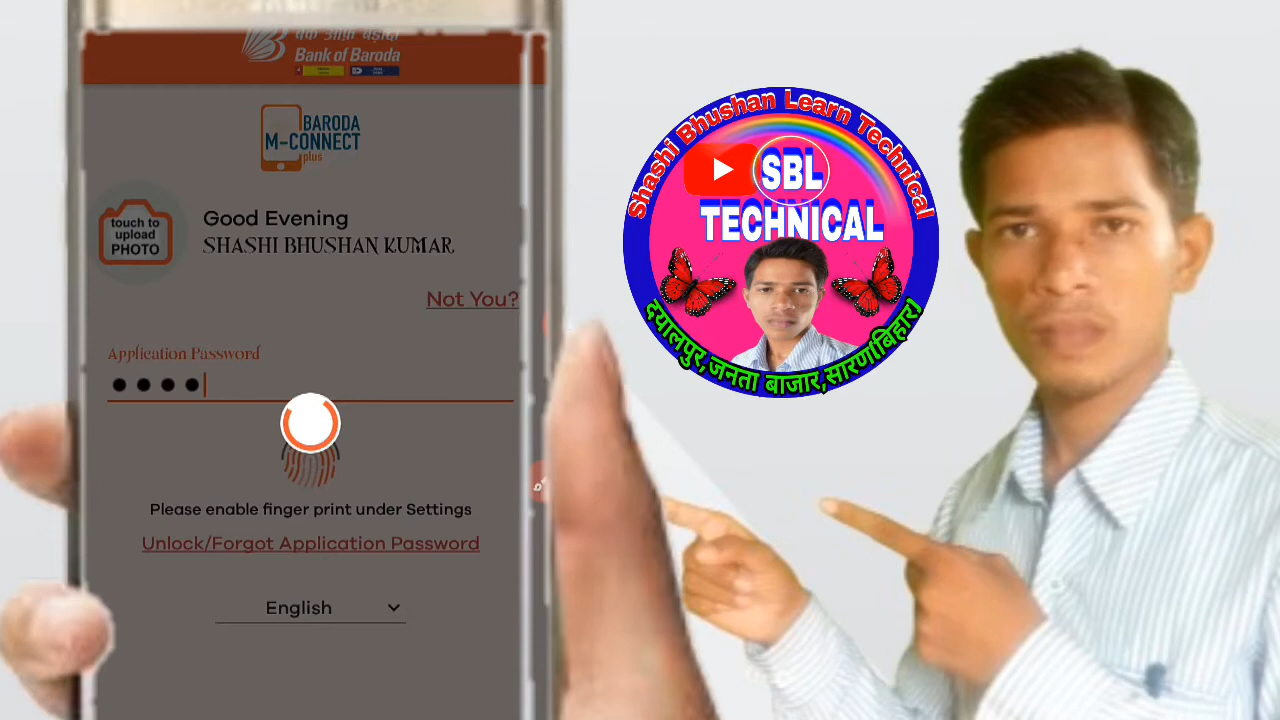 बैंक ऑफ़ बड़ौदा
Bank of Baroda
BARODA
M-CONNECT
plus
touch to
upload
PHOTO
Good Evening
SHASHI BHUSHAN KUMAR
Not You?
Application Password
Please enable finger print under Settings
Unlock/Forgot Application Password
English
Shashi Bhushan Learn Technical
SBL
TECHNICAL
दयालपुर,जनता बाजार,सारण(बिहार)